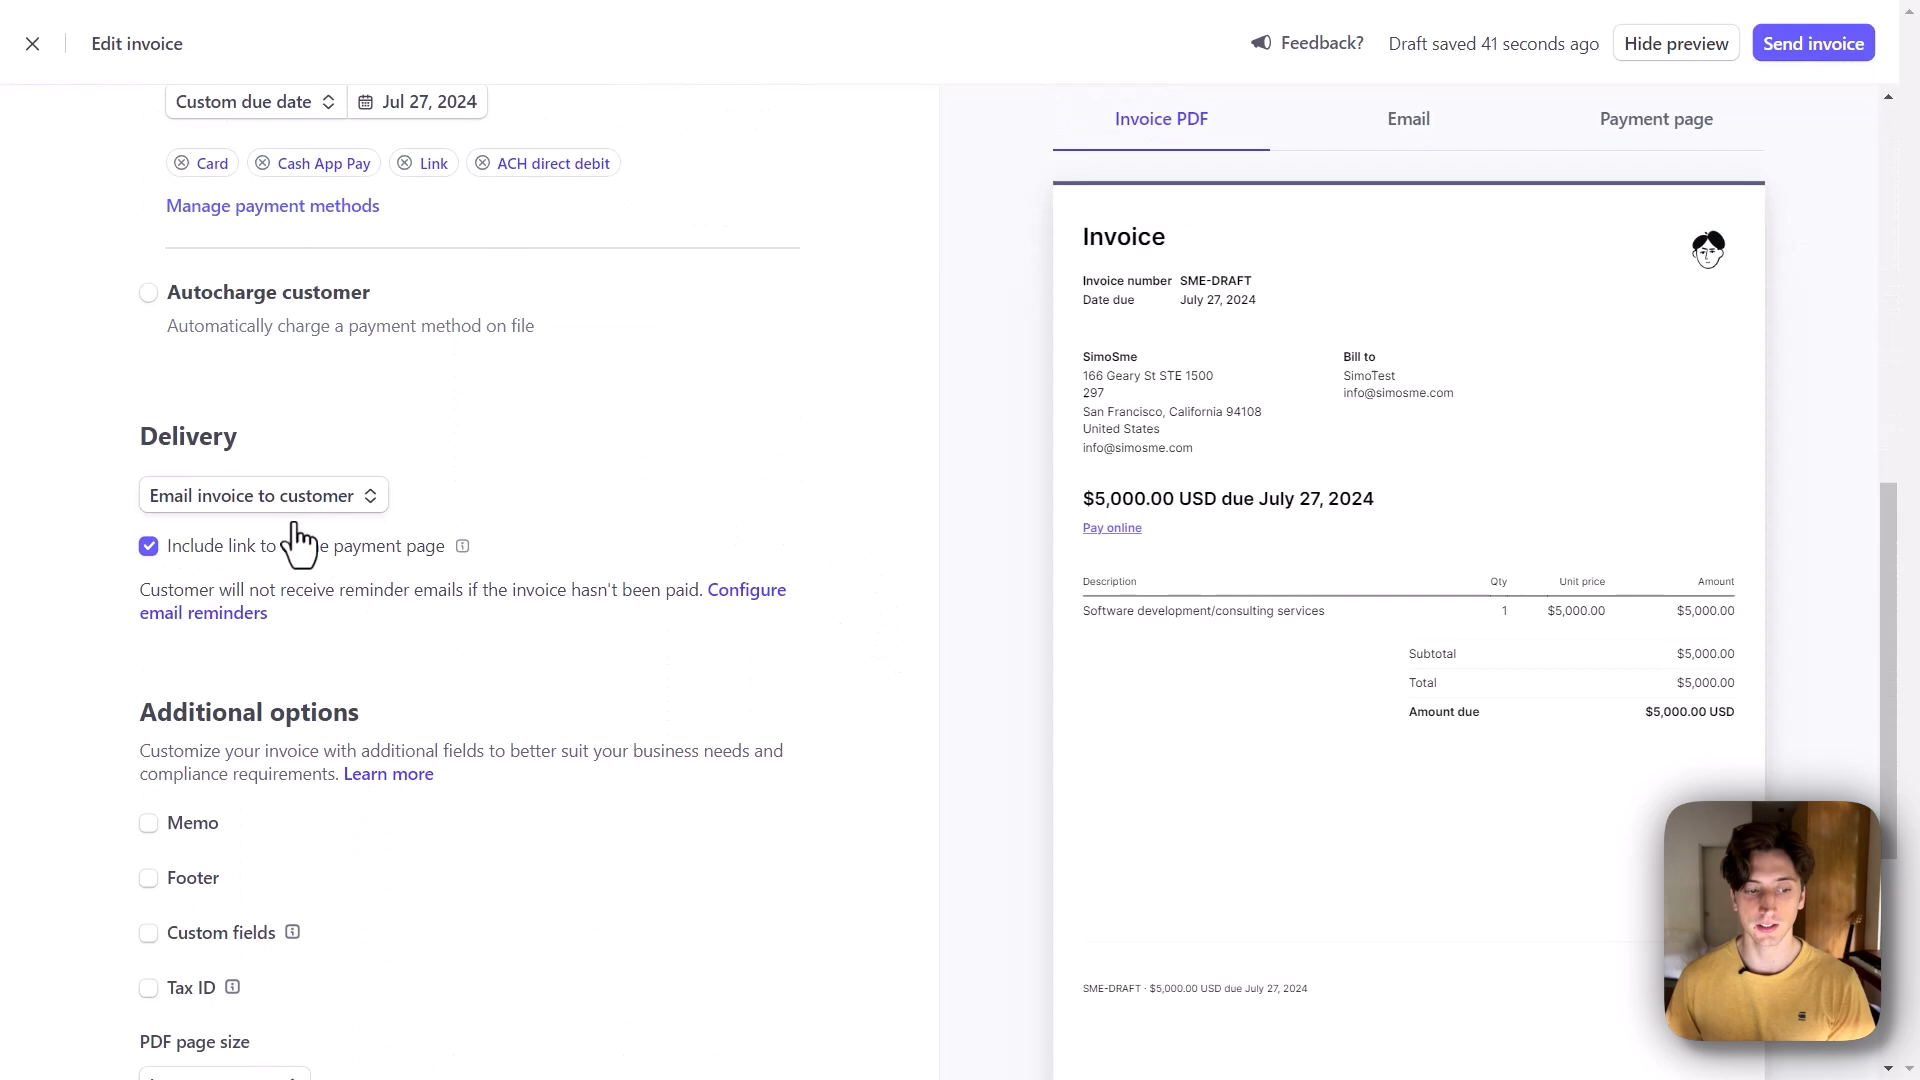 Edit invoice
Feedback?
Draft saved 41 seconds ago
Hide preview
Send invoice
Custom due date
Jul 27, 2024
Card
Cash App Pay
Link
ACH direct debit
Manage payment methods
Autocharge customer
Automatically charge a payment method on file
Delivery
Email invoice to customer
Include link to e payment page
Customer will not receive reminder emails if the invoice hasn't been paid. Configure
email reminders
Additional options
Customize your invoice with additional fields to better suit your business needs and
compliance requirements. Learn more
Memo
Footer
Custom fields
Tax ID
PDF page size
Invoice PDF
Email
Payment page
Invoice
Invoice number SME-DRAFT
Date due July 27, 2024
SimoSme
166 Geary St STE 1500
297
San Francisco, California 94108
United States
info@simosme.com
Bill to
SimoTest
info@simosme.com
$5,000.00 USD due July 27, 2024
Pay online
Description Qty Unit price Amount
Software development/consulting services 1 $5,000.00 $5,000.00
Subtotal $5,000.00
Total $5,000.00
Amount due $5,000.00 USD
SME-DRAFT · $5,000.00 USD due July 27, 2024